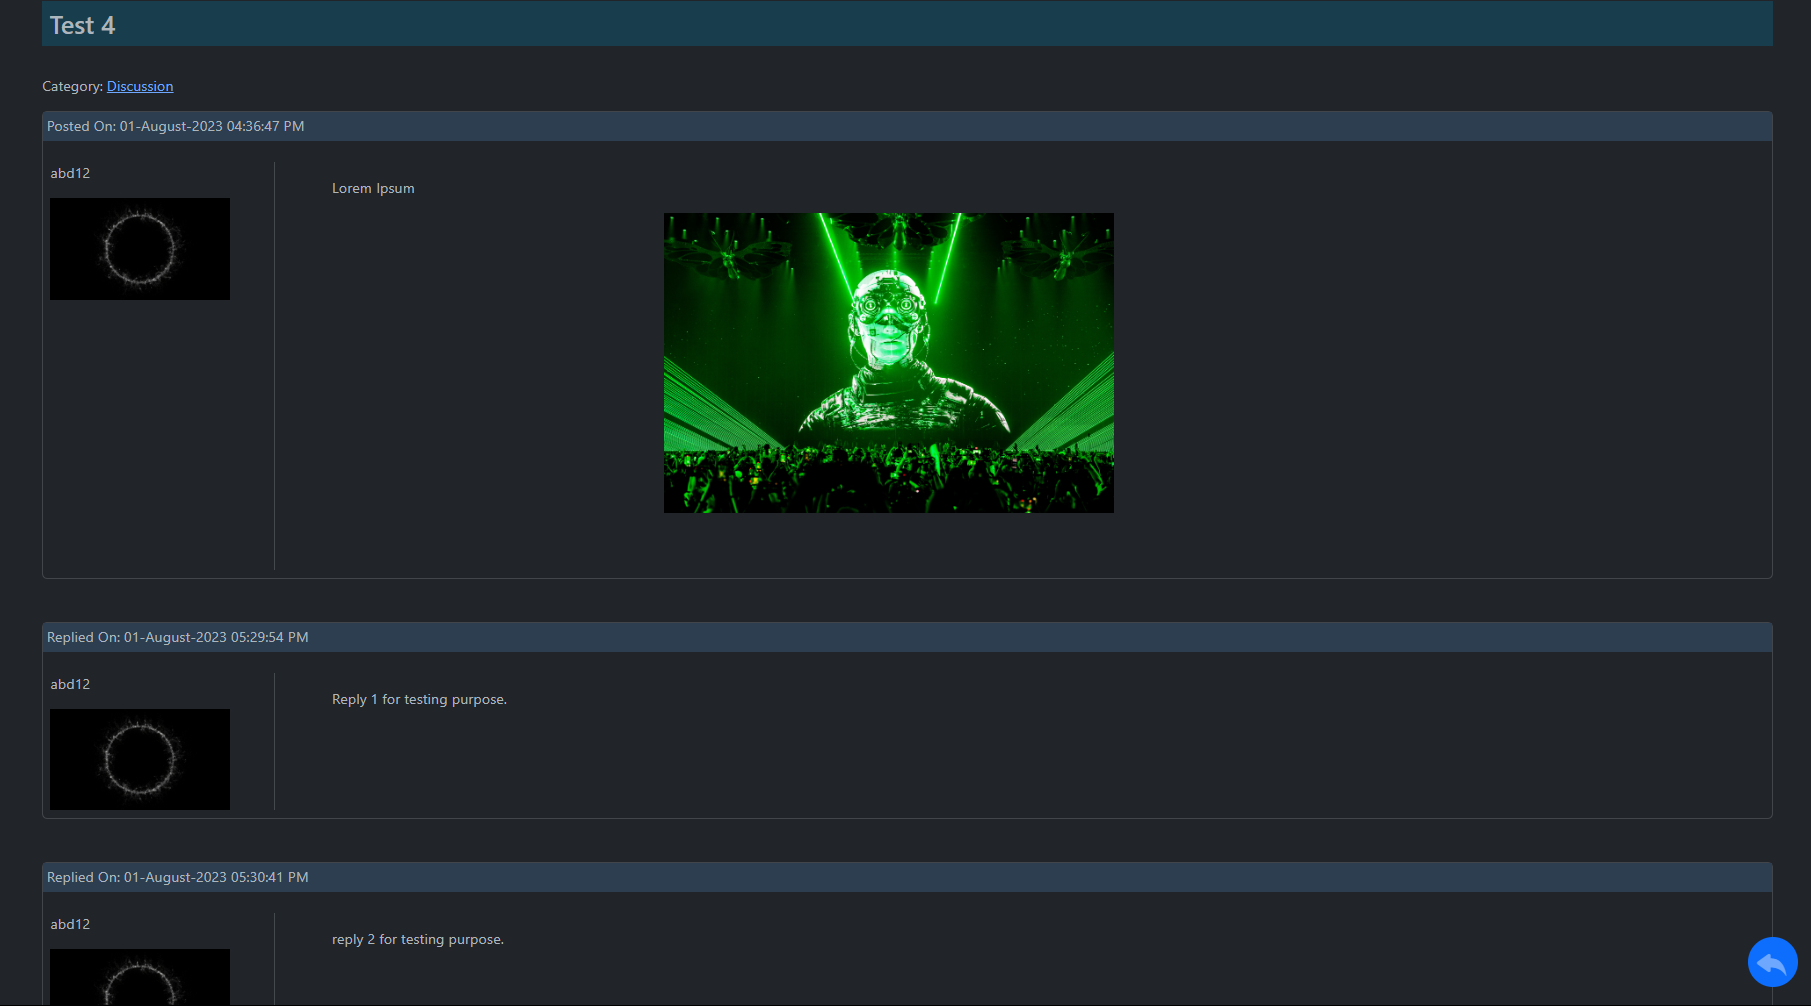 Test 4
Category: Discussion
Posted On: 01-August-2023 04:36:47 PM
abd12
Lorem Ipsum
Replied On: 01-August-2023 05:29:54 PM
abd12
Reply 1 for testing purpose.
Replied On: 01-August-2023 05:30:41 PM
abd12
reply 2 for testing purpose.